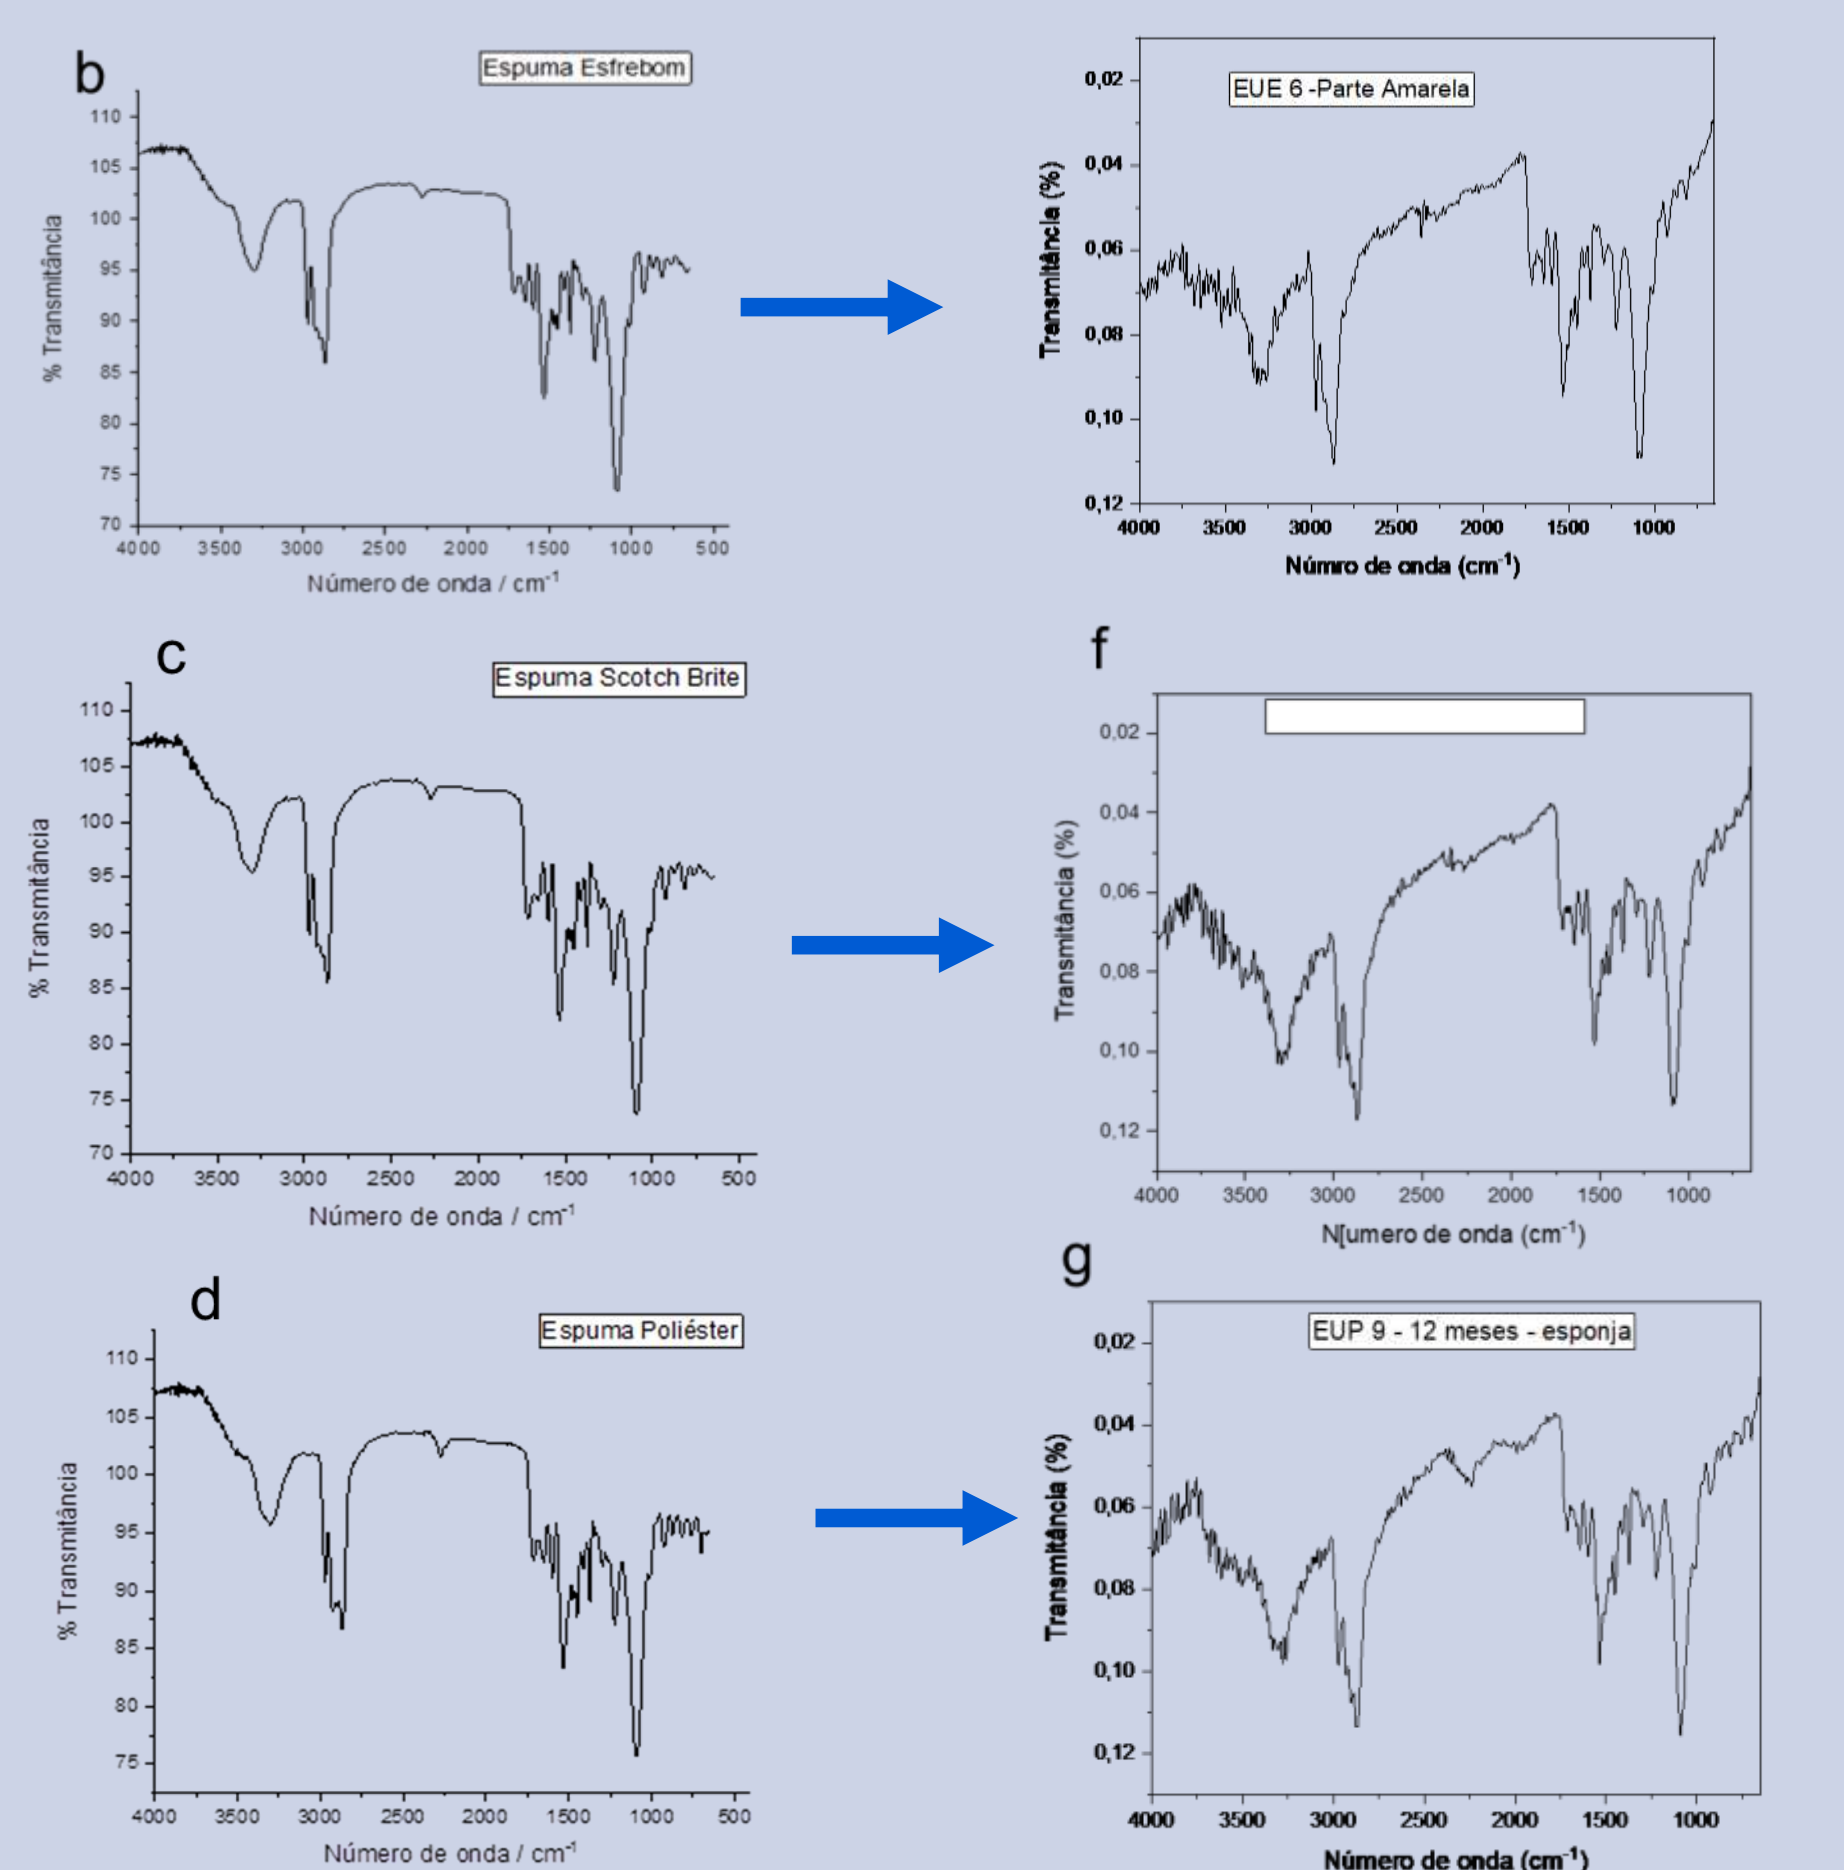 b
Espuma Esfrebom
% Transmitância
110
105
100
95
90
85
80
75
70
4000 3500 3000 2500 2000 1500 1000 500
Número de onda / cm-1
EUE 6 -Parte Amarela
Transmitância (%)
0,02
0,04
0,06
0,08
0,10
0,12
4000 3500 3000 2500 2000 1500 1000
Númro de onda (cm-1)
c
Espuma Scotch Brite
% Transmitância
110
105
100
95
90
85
80
75
70
4000 3500 3000 2500 2000 1500 1000 500
Número de onda / cm-1
f
Transmitância (%)
0,02
0,04
0,06
0,08
0,10
0,12
4000 3500 3000 2500 2000 1500 1000
N[umero de onda (cm-1)
d
Espuma Poliéster
% Transmitância
110
105
100
95
90
85
80
75
4000 3500 3000 2500 2000 1500 1000 500
Número de onda / cm-1
g
EUP 9 - 12 meses - esponja
Transmitância (%)
0,02
0,04
0,06
0,08
0,10
0,12
4000 3500 3000 2500 2000 1500 1000
Número de onda (cm-1)